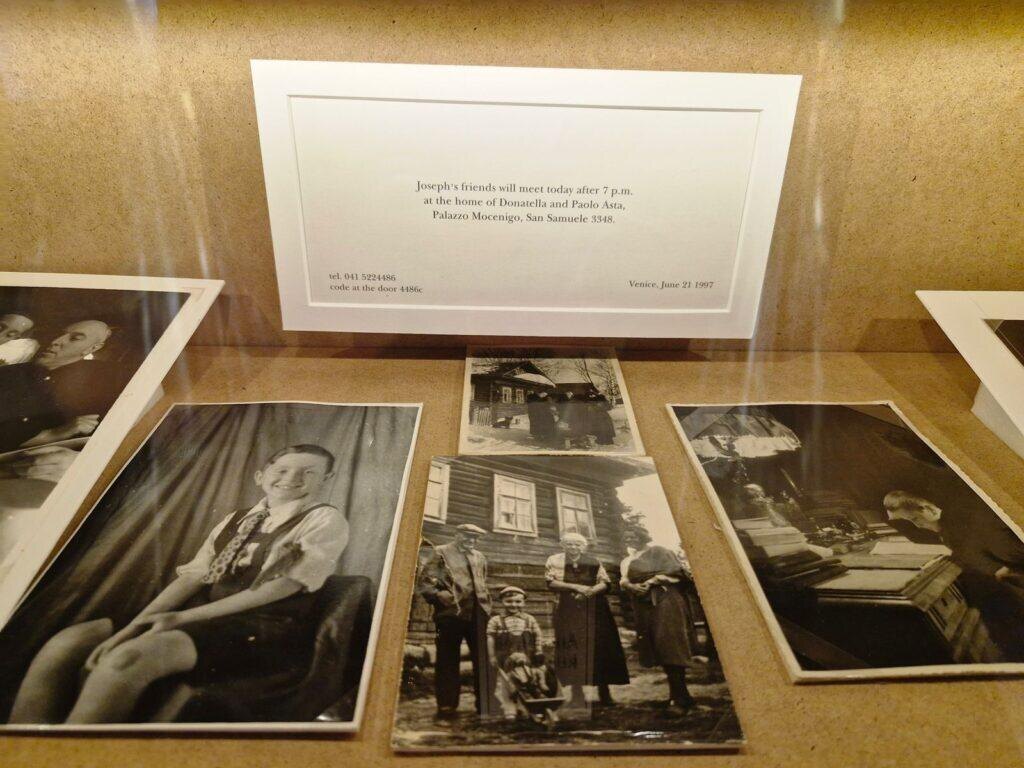 Joseph's friends will meet today after 7 p.m.
at the home of Donatella and Paolo Asta,
Palazzo Mocenigo, San Samuele 3348.
tel. 041 5224486
code at the door 4486c
Venice, June 21 1997